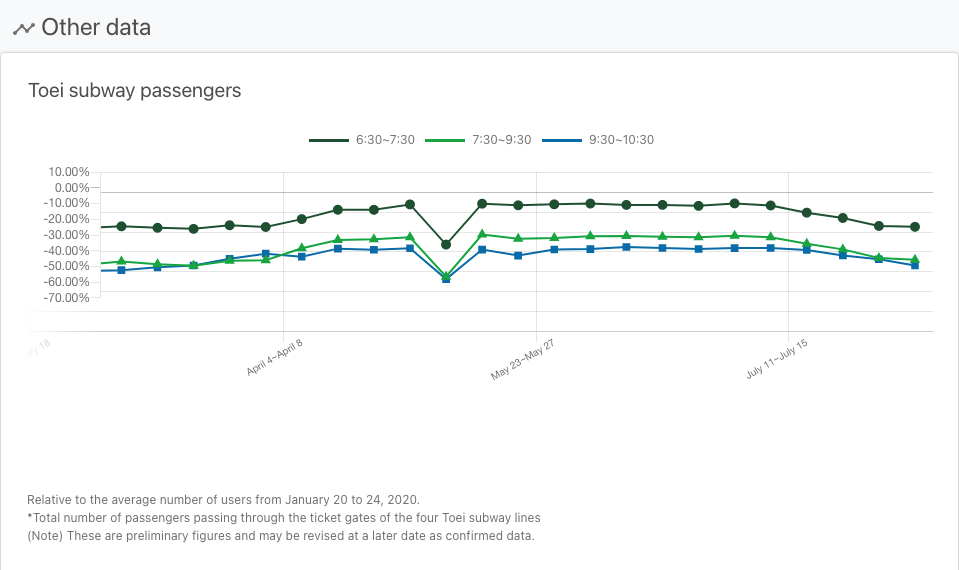 Other data
Toei subway passengers
6:30~7:30 7:30~9:30 9:30~10:30
10.00%
0.00%
-10.00%
-20.00%
-30.00%
-40.00%
-50.00%
-60.00%
-70.00%
18
April 4~April 8
May 23~May 27
July 11~July 15
Relative to the average number of users from January 20 to 24, 2020.
*Total number of passengers passing through the ticket gates of the four Toei subway lines
(Note) These are preliminary figures and may be revised at a later date as confirmed data.